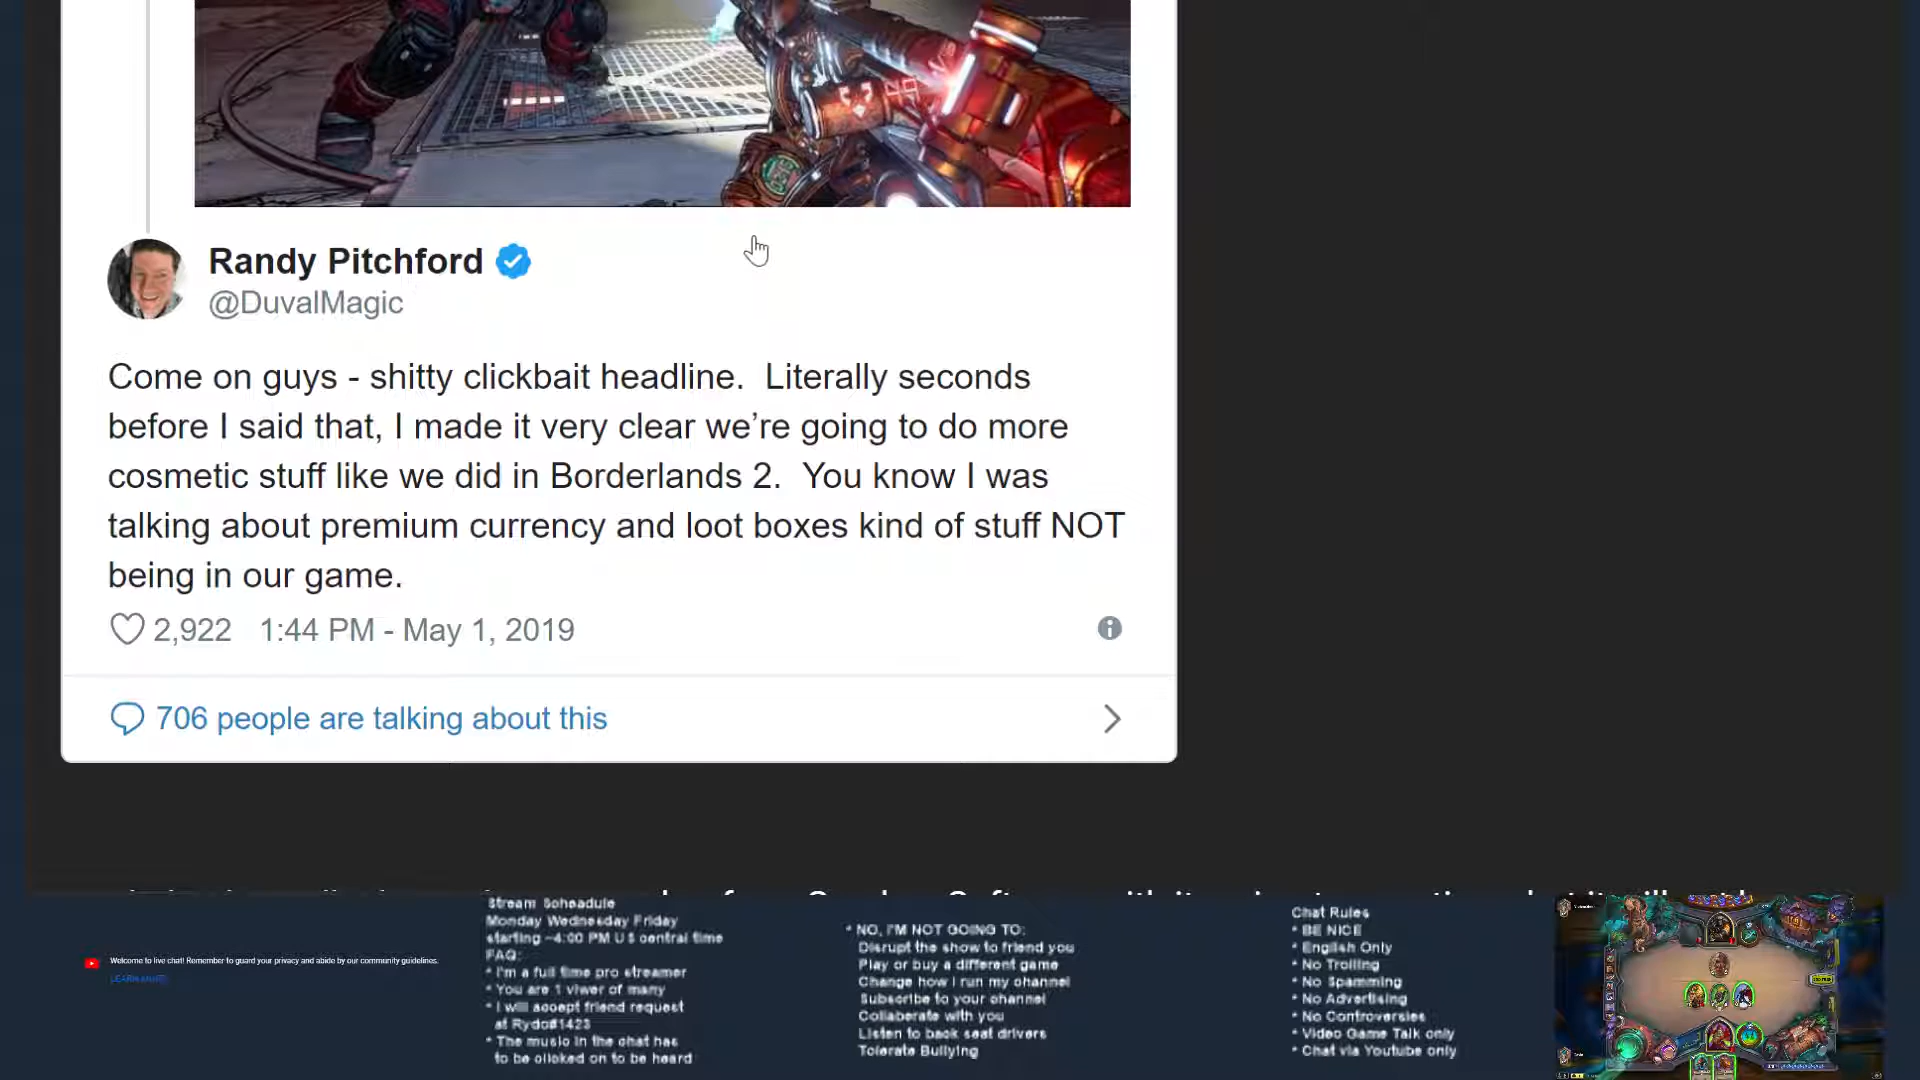 Randy Pitchford
@DuvalMagic
Come on guys - shitty clickbait headline. Literally seconds
before I said that, I made it very clear we’re going to do more
cosmetic stuff like we did in Borderlands 2. You know I was
talking about premium currency and loot boxes kind of stuff NOT
being in our game.
2,922 1:44 PM - May 1, 2019
706 people are talking about this
Welcome to live chat! Remember to guard your privacy and abide by our community guidelines.
LEARN MORE
Stream Scheadule
Monday Wednesday Friday
starting ~4:00 PM US central time
FAQ:
* I'm a full time pro streamer
* You are 1 viwer of many
* I will accept friend request
at Rydo#1423
* The music in the chat has
to be clicked on to be heard
* NO, I'M NOT GOING TO:
Disrupt the show to friend you
Play or buy a different game
Change how I run my channel
Subscribe to your channel
Collaberate with you
Listen to back seat drivers
Tolerate Bullying
Chat Rules
* BE NICE
* English Only
* No Trolling
* No Spamming
* No Advertising
* No Controversies
* Video Game Talk only
* Chat via Youtube only